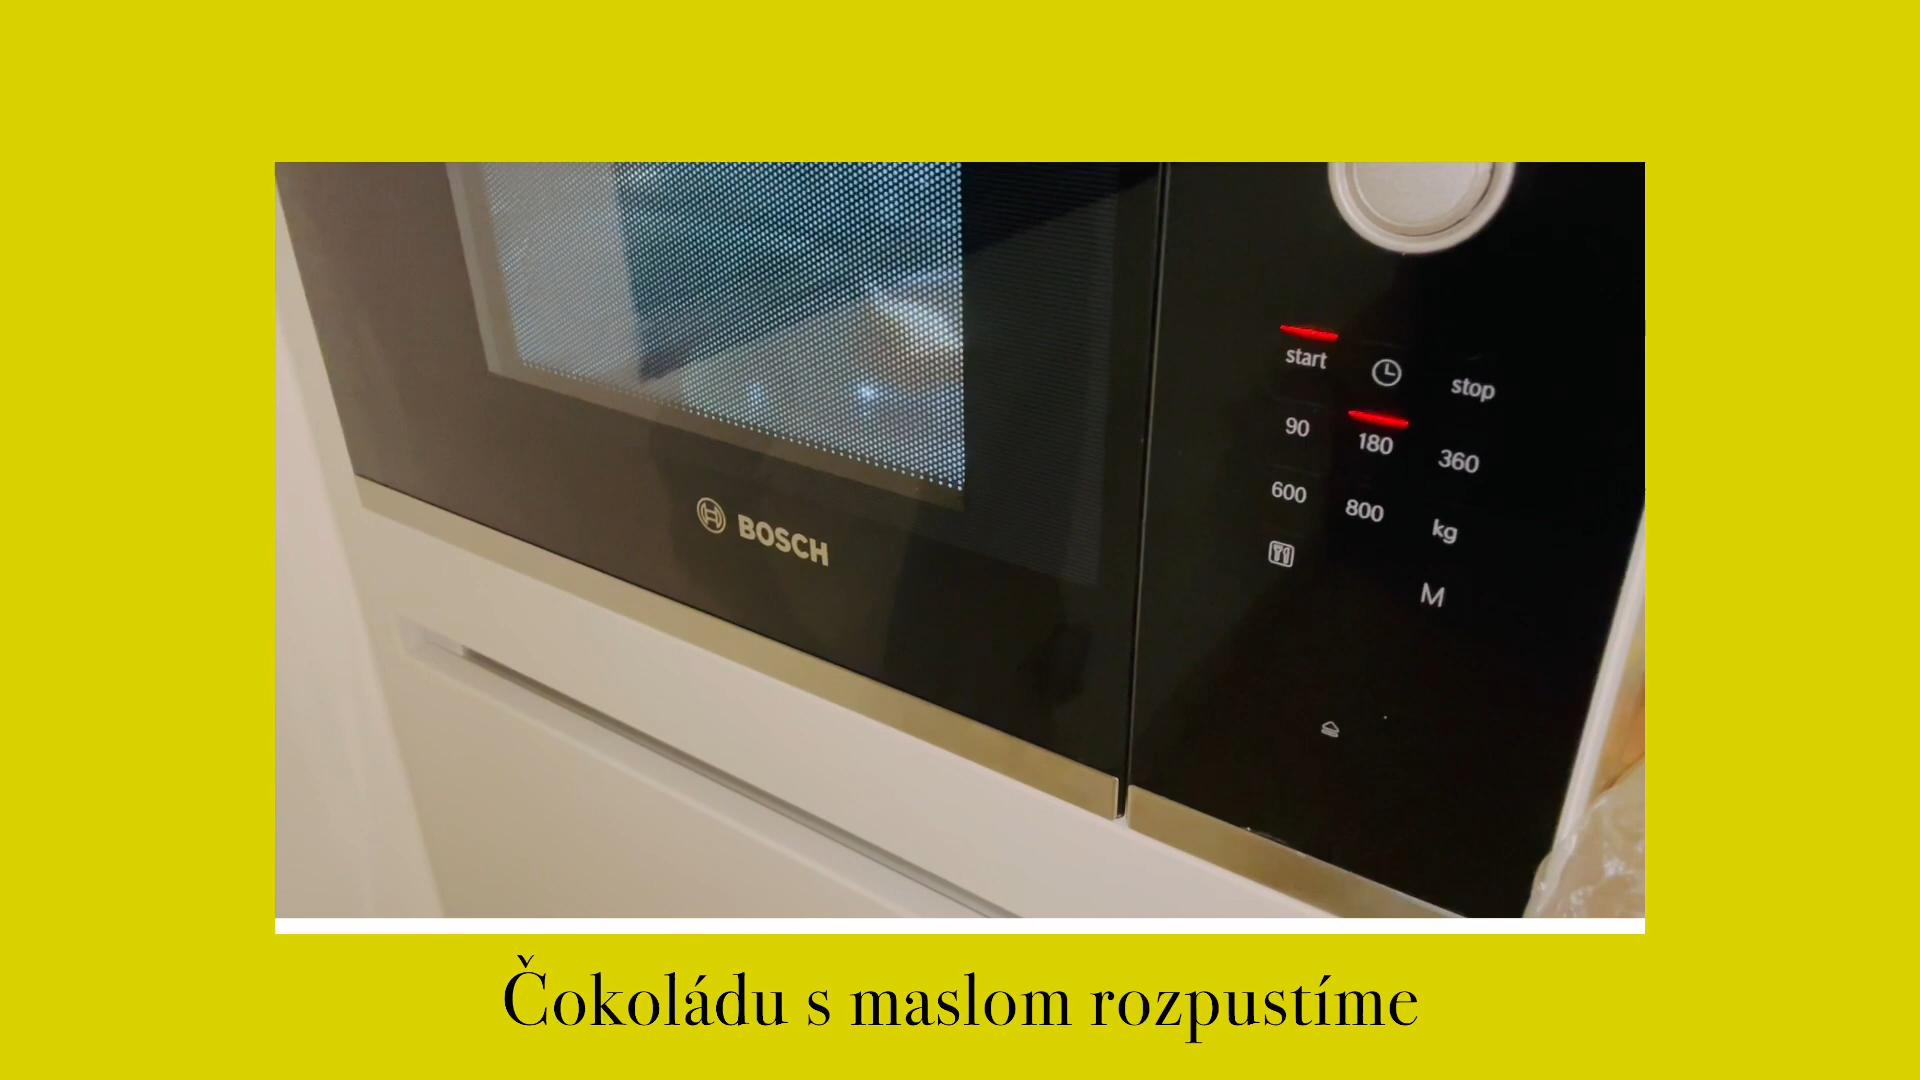 start
stop
90
180
360
600
800
kg
M
BOSCH
Čokoládu s maslom rozpustíme